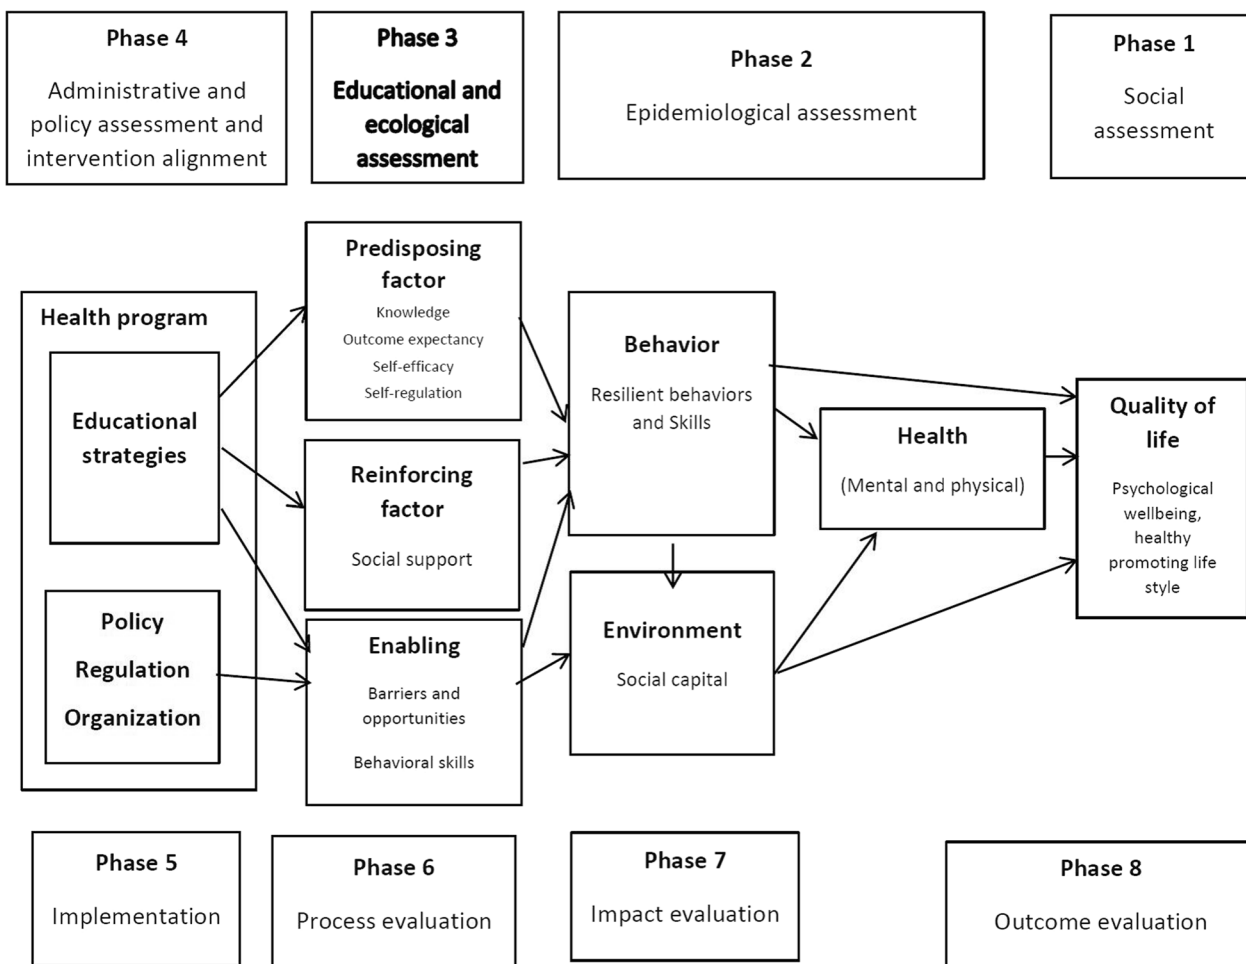 Phase 4
Administrative and
policy assessment and
intervention alignment
Phase 3
Educational and
ecological
assessment
Phase 2
Epidemiological assessment
Phase 1
Social
assessment
Health program
Educational
strategies
Policy
Regulation
Organization
Predisposing
factor
Knowledge
Outcome expectancy
Self-efficacy
Self-regulation
Reinforcing
factor
Social support
Enabling
Barriers and
opportunities
Behavioral skills
Behavior
Resilient behaviors
and Skills
Environment
Social capital
Health
(Mental and physical)
Quality of
life
Psychological
wellbeing,
healthy
promoting life
style
Phase 5
Implementation
Phase 6
Process evaluation
Phase 7
Impact evaluation
Phase 8
Outcome evaluation